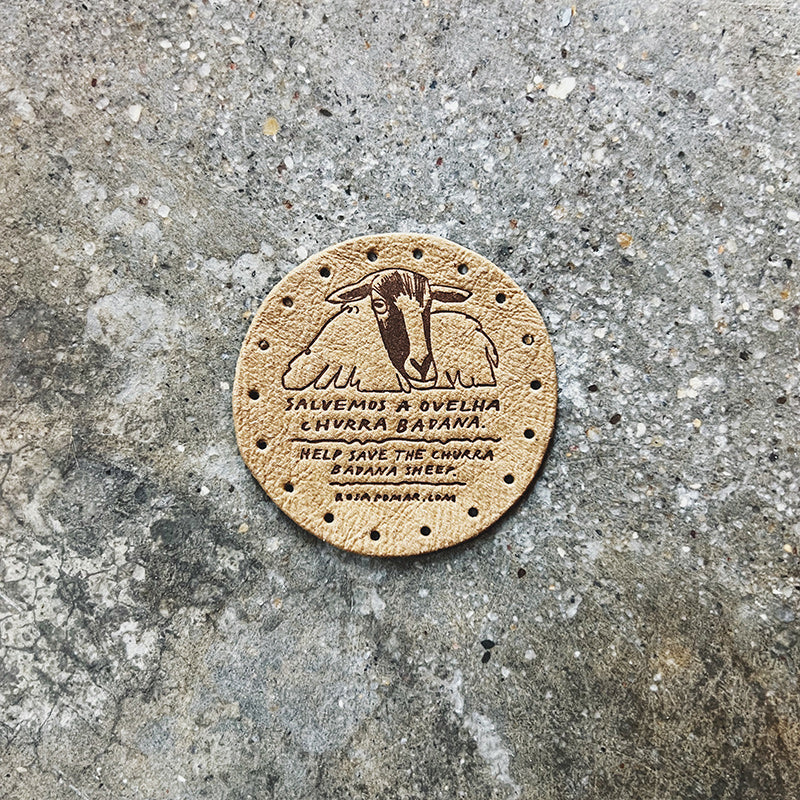 SALVEMOS A OVELHA
CHURRA BADANA.
HELP SAVE THE CHURRA
BADANA SHEEP.
ROSAPOMAR.COM